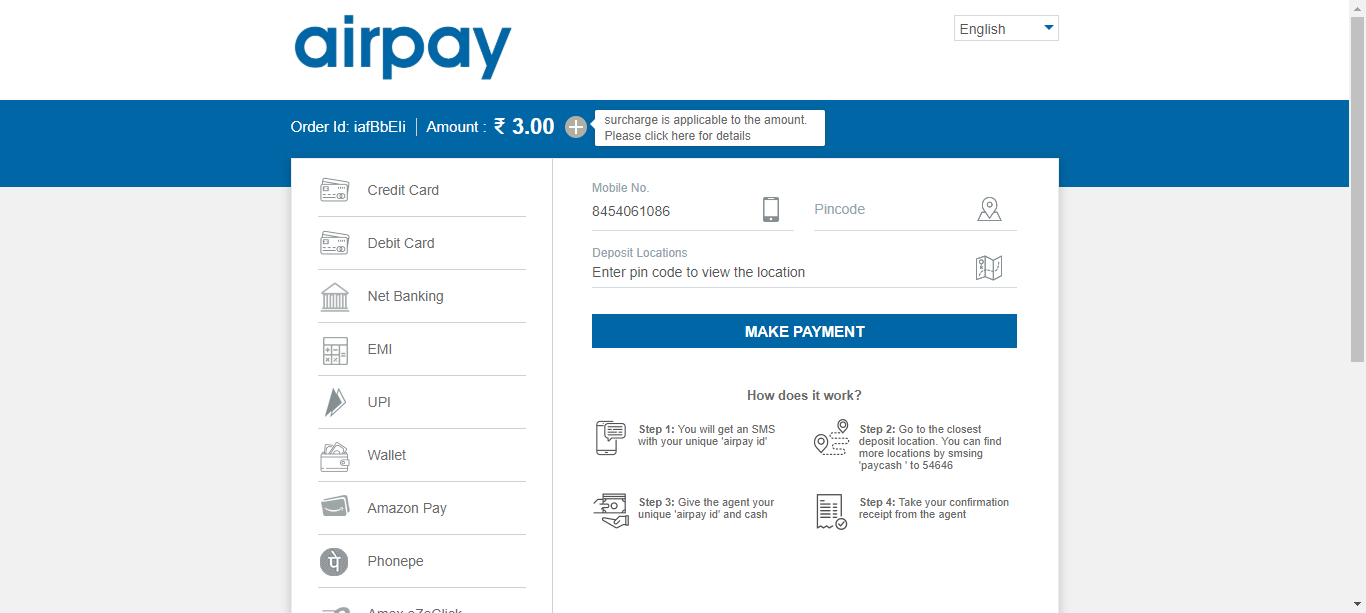 airpay
English
Order Id: iafBbEIi | Amount : ₹ 3.00
surcharge is applicable to the amount.
Please click here for details
Credit Card
Debit Card
Net Banking
EMI
UPI
Wallet
Amazon Pay
Phonepe
Amex eZeClick
Mobile No.
8454061086
Pincode
Deposit Locations
Enter pin code to view the location
MAKE PAYMENT
How does it work?
Step 1: You will get an SMS
with your unique 'airpay id'
Step 2: Go to the closest
deposit location. You can find
more locations by smsing
'paycash ' to 54646
Step 3: Give the agent your
unique 'airpay id' and cash
Step 4: Take your confirmation
receipt from the agent